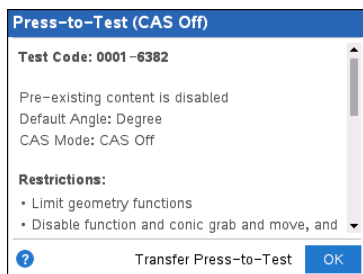 Press-to-Test (CAS Off)
Test Code: 0001-6382
Pre-existing content is disabled
Default Angle: Degree
CAS Mode: CAS Off
Restrictions:
• Limit geometry functions
• Disable function and conic grab and move, and
? Transfer Press-to-Test OK